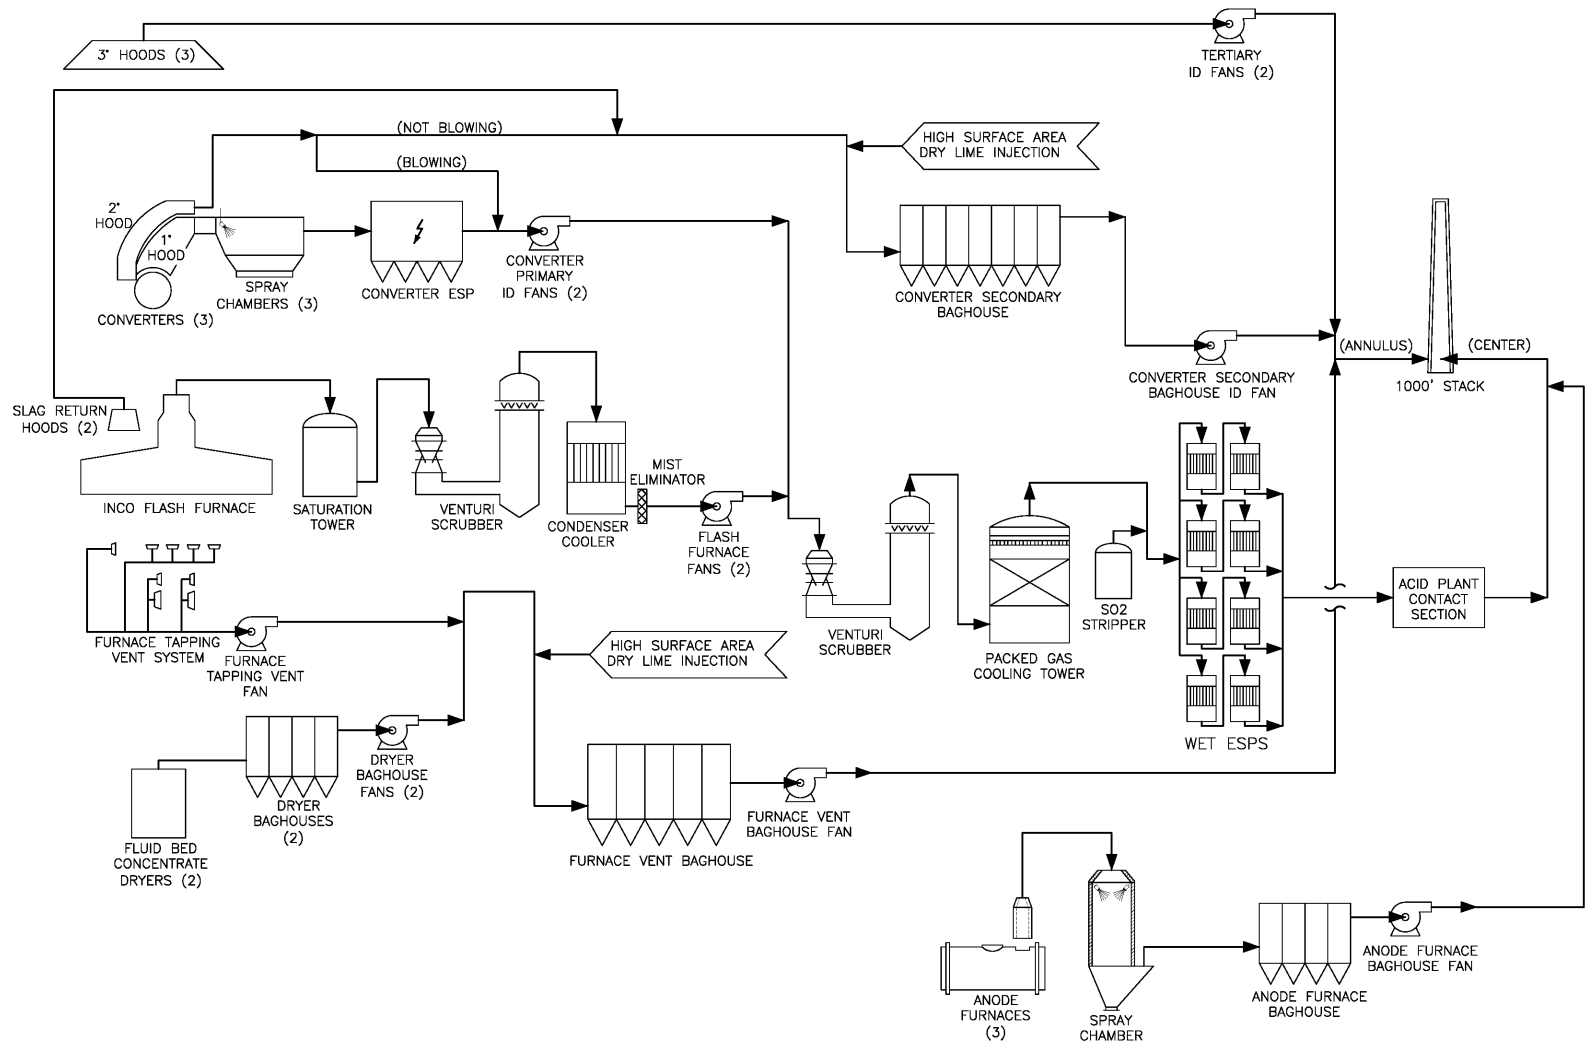 3° HOODS (3)
TERTIARY
ID FANS (2)
(NOT BLOWING)
(BLOWING)
HIGH SURFACE AREA
DRY LIME INJECTION
2°
HOOD
1°
HOOD
CONVERTERS (3)
SPRAY
CHAMBERS (3)
CONVERTER ESP
CONVERTER
PRIMARY
ID FANS (2)
CONVERTER SECONDARY
BAGHOUSE
CONVERTER SECONDARY
BAGHOUSE ID FAN
(ANNULUS)
(CENTER)
1000' STACK
SLAG RETURN
HOODS (2)
INCO FLASH FURNACE
SATURATION
TOWER
VENTURI
SCRUBBER
CONDENSER
COOLER
MIST
ELIMINATOR
FLASH
FURNACE
FANS (2)
VENTURI
SCRUBBER
PACKED GAS
COOLING TOWER
SO2
STRIPPER
WET ESPS
ACID PLANT
CONTACT
SECTION
FURNACE TAPPING
VENT SYSTEM
FURNACE
TAPPING VENT
FAN
HIGH SURFACE AREA
DRY LIME INJECTION
FLUID BED
CONCENTRATE
DRYERS (2)
DRYER
BAGHOUSES
(2)
DRYER
BAGHOUSE
FANS (2)
FURNACE VENT BAGHOUSE
FURNACE VENT
BAGHOUSE FAN
ANODE
FURNACES
(3)
SPRAY
CHAMBER
ANODE FURNACE
BAGHOUSE
ANODE FURNACE
BAGHOUSE FAN